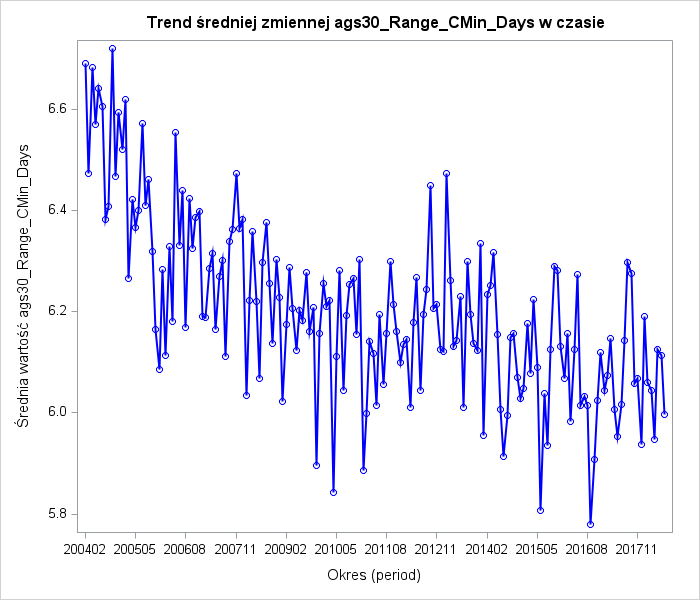 Trend średniej zmiennej ags30_Range_CMin_Days w czasie
Średnia wartość ags30_Range_CMin_Days
6.6
6.4
6.2
6.0
5.8
200402 200505 200608 200711 200902 201005 201108 201211 201402 201505 201608 201711
Okres (period)